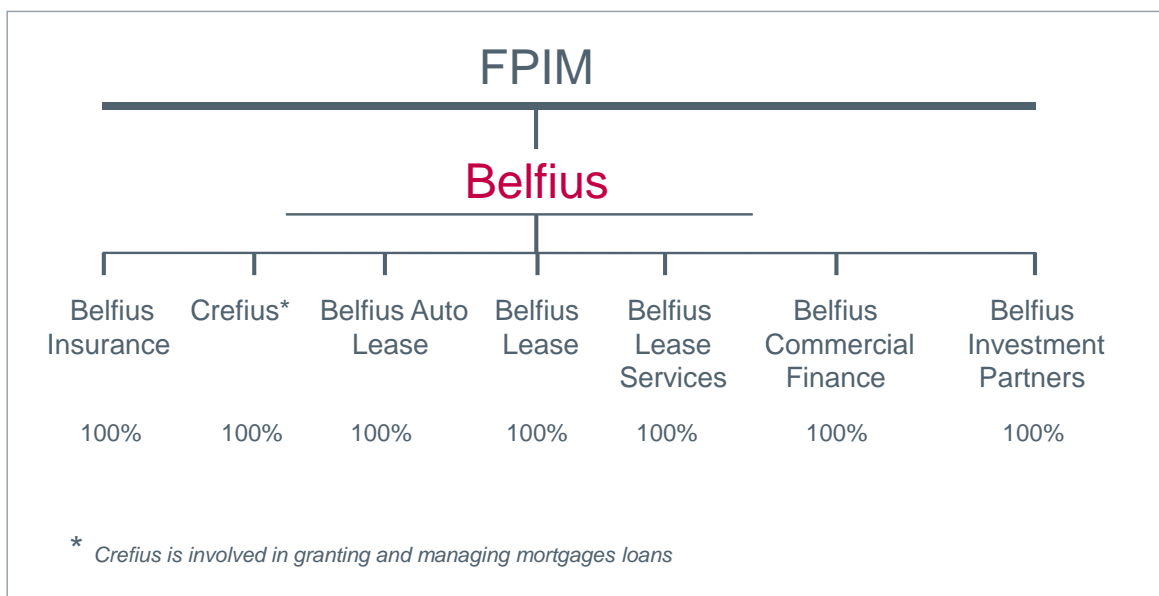 FPIM
Belfius
Belfius
Insurance
Crefius*
Belfius Auto
Lease
Belfius
Lease
Belfius
Lease
Services
Belfius
Commercial
Finance
Belfius
Investment
Partners
100%
100%
100%
100%
100%
100%
100%
* Crefius is involved in granting and managing mortgages loans